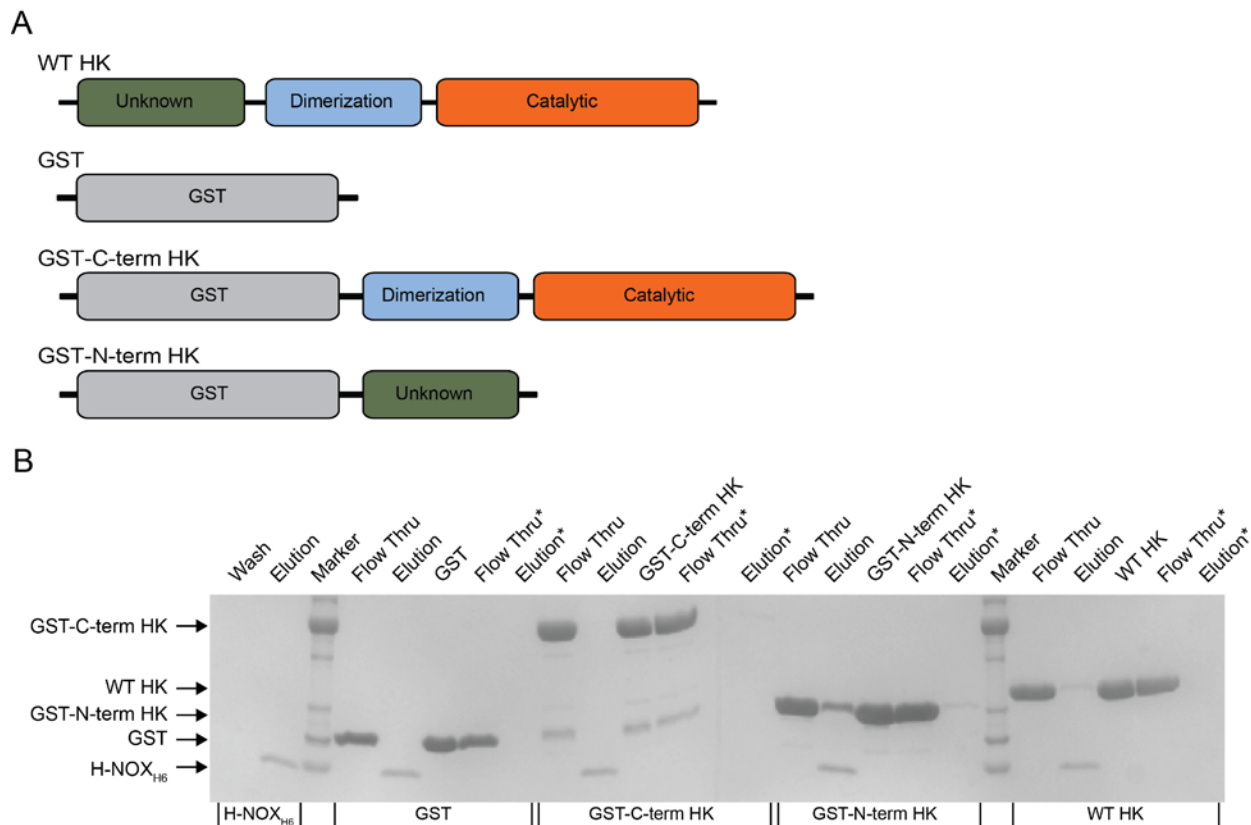 A
WT HK
Unknown Dimerization Catalytic
GST
GST
GST-C-term HK
GST Dimerization Catalytic
GST-N-term HK
GST Unknown
B
Wash Elution Marker Flow Thru Elution GST Flow Thru* Elution* Flow Thru Elution GST-C-term HK Flow Thru* Elution* Flow Thru Elution GST-N-term HK Flow Thru* Elution* Marker Flow Thru Elution WT HK Flow Thru* Elution*
GST-C-term HK
WT HK
GST-N-term HK
GST
H-NOXH6
H-NOXH6 GST GST-C-term HK GST-N-term HK WT HK